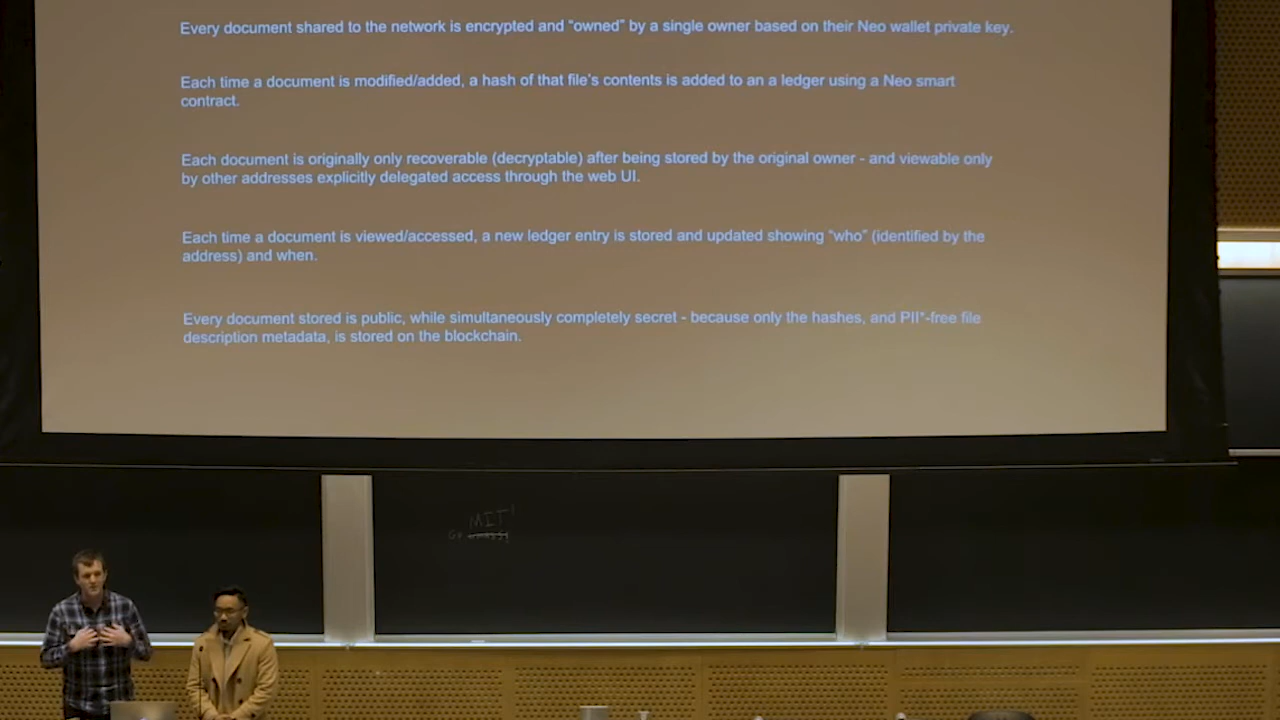 Every document shared to the network is encrypted and “owned” by a single owner based on their Neo wallet private key.
Each time a document is modified/added, a hash of that file's contents is added to an a ledger using a Neo smart
contract.
Each document is originally only recoverable (decryptable) after being stored by the original owner - and viewable only
by other addresses explicitly delegated access through the web UI.
Each time a document is viewed/accessed, a new ledger entry is stored and updated showing “who” (identified by the
address) and when.
Every document stored is public, while simultaneously completely secret - because only the hashes, and PII*-free file
description metadata, is stored on the blockchain.
MIT!
Go